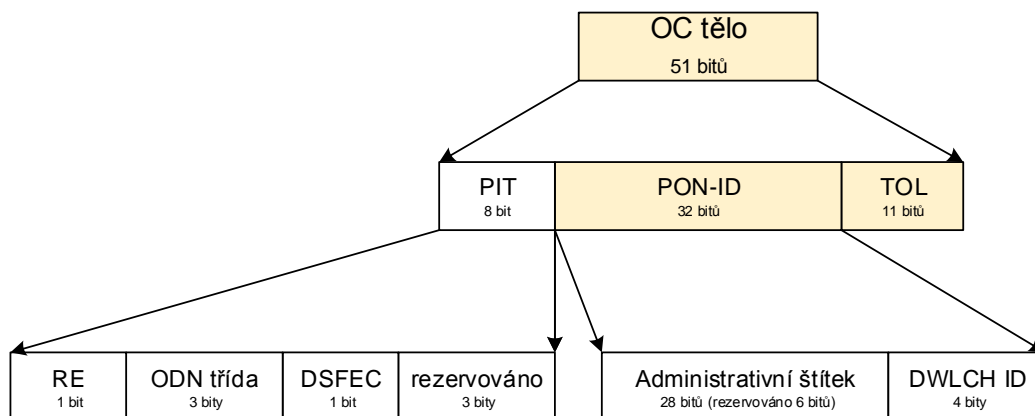 OC tělo
51 bitů
PIT
8 bit
PON-ID
32 bitů
TOL
11 bitů
RE
1 bit
ODN třída
3 bity
DSFEC
1 bit
rezervováno
3 bity
Administrativní štítek
28 bitů (rezervováno 6 bitů)
DWLCH ID
4 bity